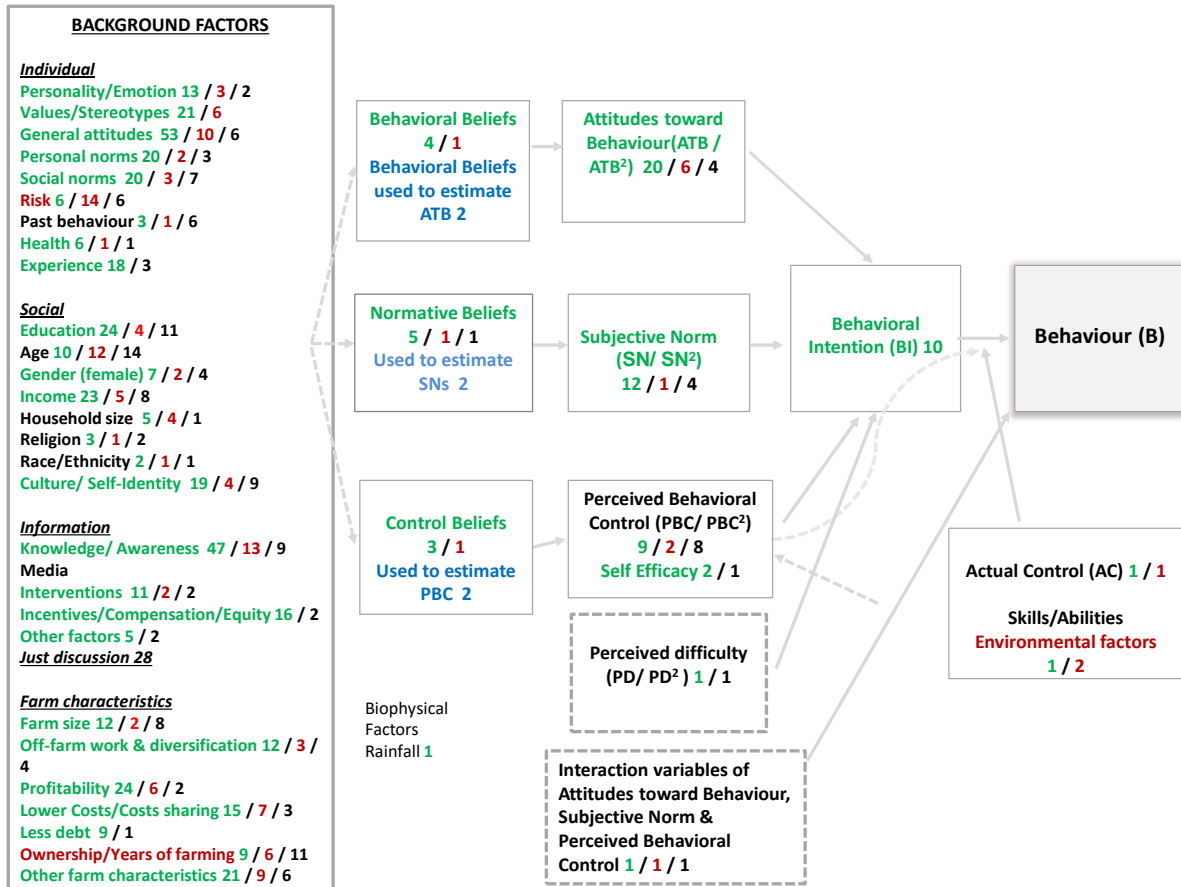 BACKGROUND FACTORS
Individual
Personality/Emotion 13 / 3 / 2
Values/Stereotypes 21 / 6
General attitudes 53 / 10 / 6
Personal norms 20 / 2 / 3
Social norms 20 / 3 / 7
Risk 6 / 14 / 6
Past behaviour 3 / 1 / 6
Health 6 / 1 / 1
Experience 18 / 3
Social
Education 24 / 4 / 11
Age 10 / 12 / 14
Gender (female) 7 / 2 / 4
Income 23 / 5 / 8
Household size 5 / 4 / 1
Religion 3 / 1 / 2
Race/Ethnicity 2 / 1 / 1
Culture/ Self-Identity 19 / 4 / 9
Information
Knowledge/ Awareness 47 / 13 / 9
Media
Interventions 11 /2 / 2
Incentives/Compensation/Equity 16 / 2
Other factors 5 / 2
Just discussion 28
Farm characteristics
Farm size 12 / 2 / 8
Off-farm work & diversification 12 / 3 /
4
Profitability 24 / 6 / 2
Lower Costs/Costs sharing 15 / 7 / 3
Less debt 9 / 1
Ownership/Years of farming 9 / 6 / 11
Other farm characteristics 21 / 9 / 6
Behavioral Beliefs
4 / 1
Behavioral Beliefs
used to estimate
ATB 2
Attitudes toward
Behaviour(ATB /
ATB²) 20 / 6 / 4
Normative Beliefs
5 / 1 / 1
Used to estimate
SNs 2
Subjective Norm
(SN/ SN²)
12 / 1 / 4
Behavioral
Intention (BI) 10
Behaviour (B)
Control Beliefs
3 / 1
Used to estimate
PBC 2
Perceived Behavioral
Control (PBC/ PBC²)
9 / 2 / 8
Self Efficacy 2 / 1
Actual Control (AC) 1 / 1
Skills/Abilities
Environmental factors
1 / 2
Perceived difficulty
(PD/ PD² ) 1 / 1
Biophysical
Factors
Rainfall 1
Interaction variables of
Attitudes toward Behaviour,
Subjective Norm &
Perceived Behavioral
Control 1 / 1 / 1